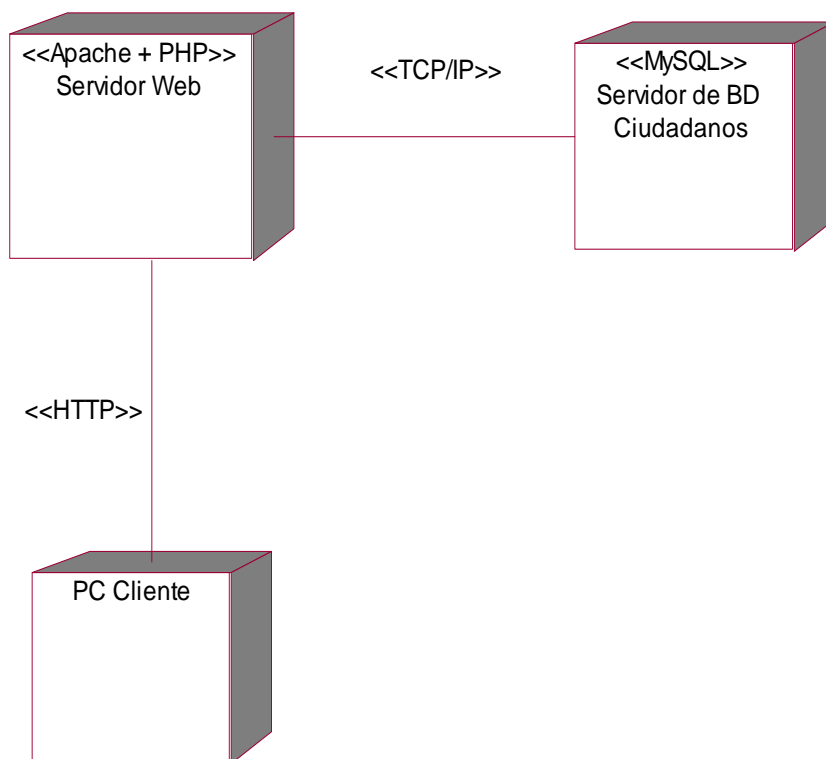 <<Apache + PHP>>
Servidor Web
<<TCP/IP>>
<<MySQL>>
Servidor de BD
Ciudadanos
<<HTTP>>
PC Cliente